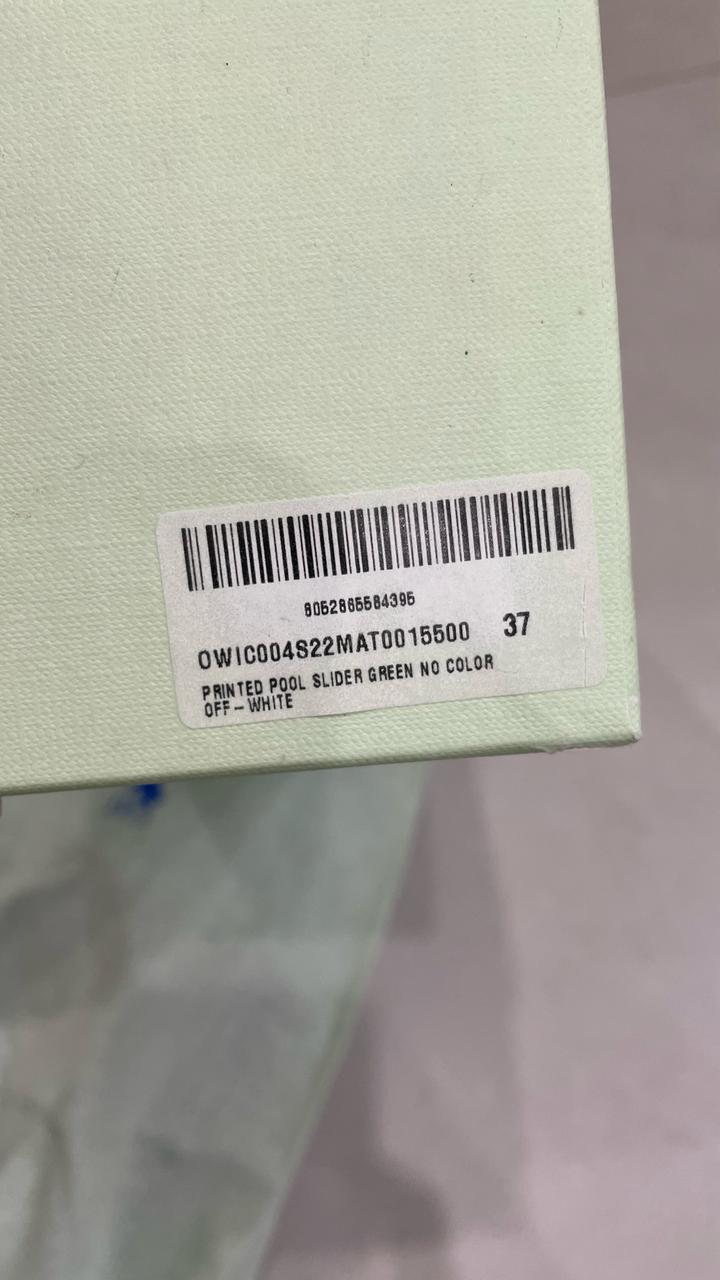 8052865584395
OWIC004S22MAT0015500 37
PRINTED POOL SLIDER GREEN NO COLOR
OFF-WHITE